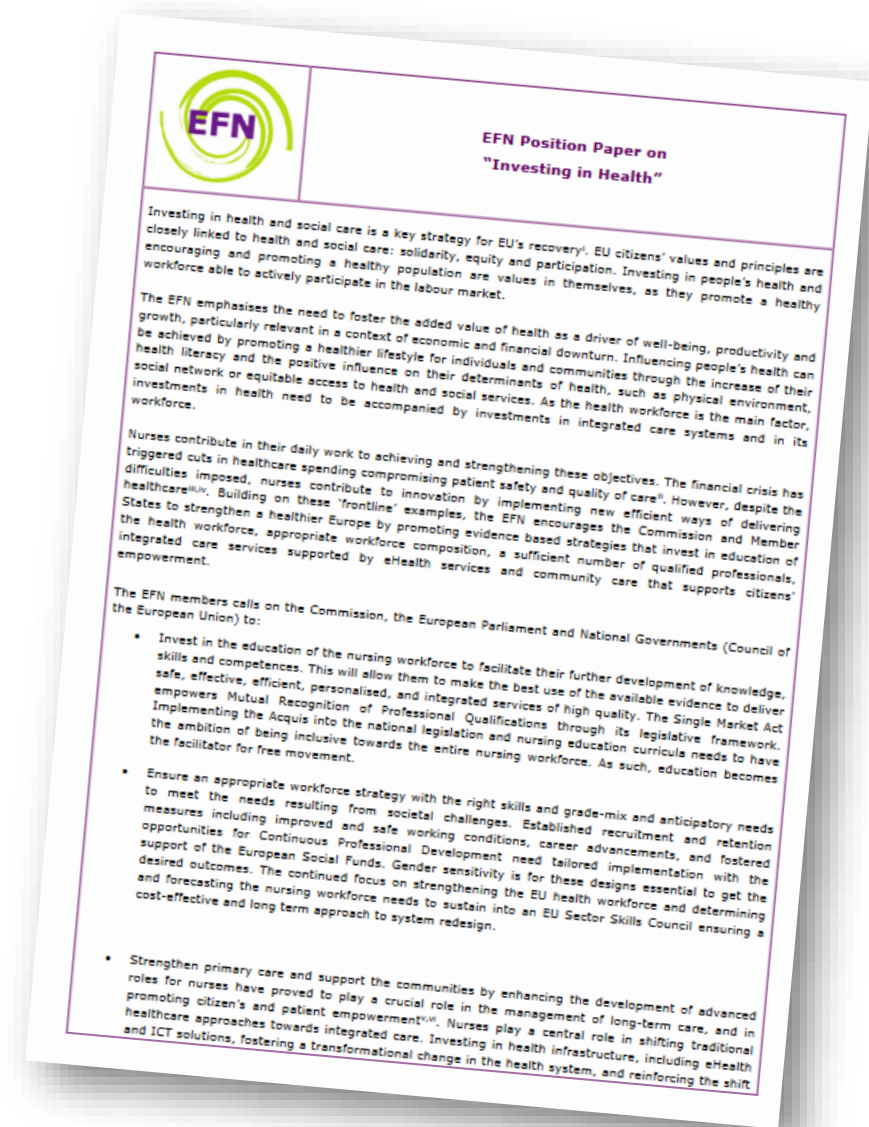 EFN
EFN Position Paper on
“Investing in Health”
Investing in health and social care is a key strategy for EU’s recoveryⁱ. EU citizens’ values and principles are
closely linked to health and social care: solidarity, equity and participation. Investing in people’s health and
encouraging and promoting a healthy population are values in themselves, as they promote a healthy
workforce able to actively participate in the labour market.
The EFN emphasises the need to foster the added value of health as a driver of well-being, productivity and
growth, particularly relevant in a context of economic and financial downturn. Influencing people’s health can
be achieved by promoting a healthier lifestyle for individuals and communities through the increase of their
health literacy and the positive influence on their determinants of health, such as physical environment,
social network or equitable access to health and social services. As the health workforce is the main factor,
investments in health need to be accompanied by investments in integrated care systems and in its
workforce.
Nurses contribute in their daily work to achieving and strengthening these objectives. The financial crisis has
triggered cuts in healthcare spending compromising patient safety and quality of careⁱⁱ. However, despite the
difficulties imposed, nurses contribute to innovation by implementing new efficient ways of delivering
healthcareⁱⁱⁱ,ⁱᵛ. Building on these ‘frontline’ examples, the EFN encourages the Commission and Member
States to strengthen a healthier Europe by promoting evidence based strategies that invest in education of
the health workforce, appropriate workforce composition, a sufficient number of qualified professionals,
integrated care services supported by eHealth services and community care that supports citizens’
empowerment.
The EFN members calls on the Commission, the European Parliament and National Governments (Council of
the European Union) to:
• Invest in the education of the nursing workforce to facilitate their further development of knowledge,
skills and competences. This will allow them to make the best use of the available evidence to deliver
safe, effective, efficient, personalised, and integrated services of high quality. The Single Market Act
empowers Mutual Recognition of Professional Qualifications through its legislative framework.
Implementing the Acquis into the national legislation and nursing education curricula needs to have
the ambition of being inclusive towards the entire nursing workforce. As such, education becomes
the facilitator for free movement.
• Ensure an appropriate workforce strategy with the right skills and grade-mix and anticipatory needs
to meet the needs resulting from societal challenges. Established recruitment and retention
measures including improved and safe working conditions, career advancements, and fostered
opportunities for Continuous Professional Development need tailored implementation with the
support of the European Social Funds. Gender sensitivity is for these designs essential to get the
desired outcomes. The continued focus on strengthening the EU health workforce and determining
and forecasting the nursing workforce needs to sustain into an EU Sector Skills Council ensuring a
cost-effective and long term approach to system redesign.
• Strengthen primary care and support the communities by enhancing the development of advanced
roles for nurses have proved to play a crucial role in the management of long-term care, and in
promoting citizen’s and patient empowermentᵛ,ᵛⁱ. Nurses play a central role in shifting traditional
healthcare approaches towards integrated care. Investing in health infrastructure, including eHealth
and ICT solutions, fostering a transformational change in the health system, and reinforcing the shift